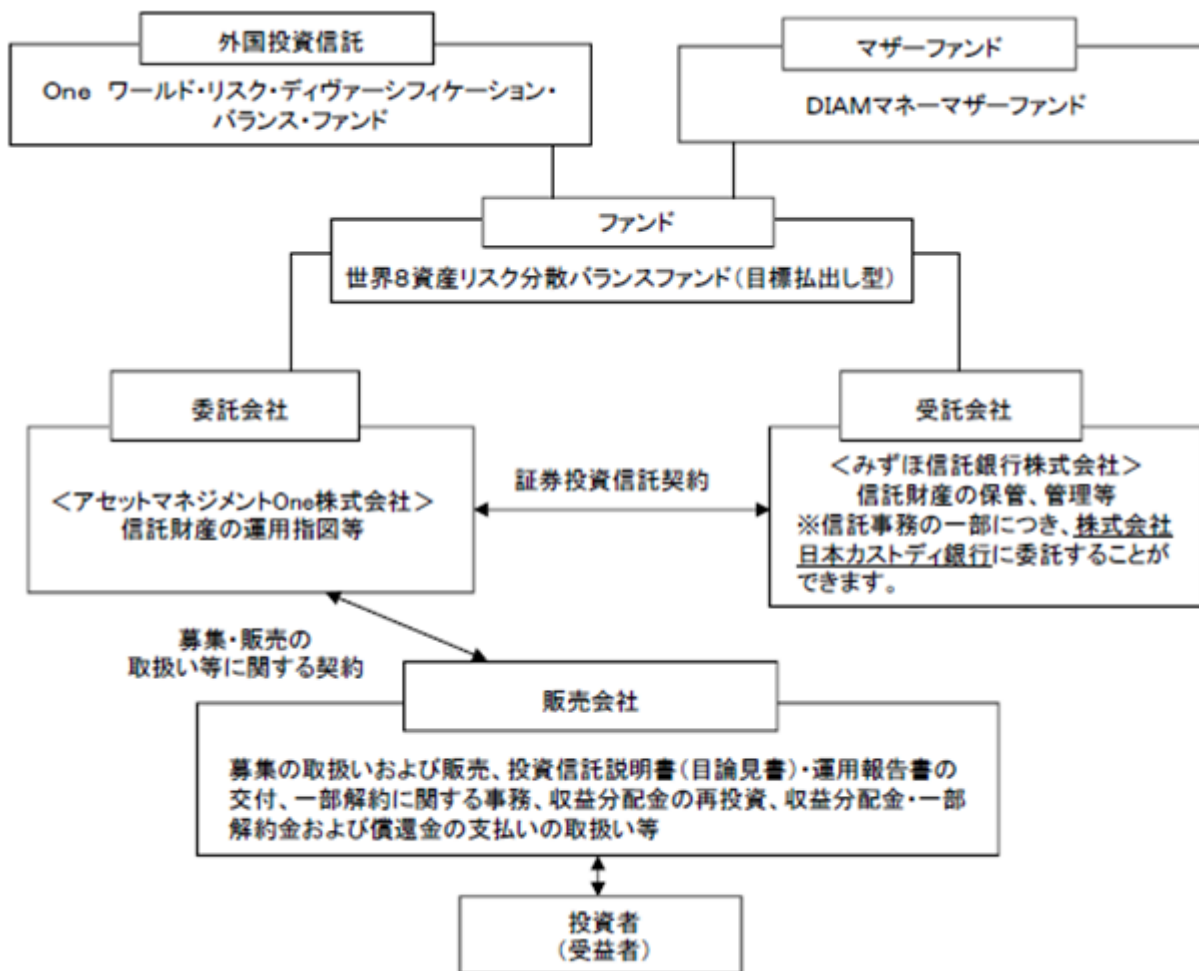 外国投資信託
One ワールド・リスク・ディヴァーシフィケーション・
バランス・ファンド
マザーファンド
DIAMマネーマザーファンド
ファンド
世界8資産リスク分散バランスファンド(目標払出し型)
委託会社
<アセットマネジメントOne株式会社>
信託財産の運用指図等
証券投資信託契約
受託会社
<みずほ信託銀行株式会社>
信託財産の保管、管理等
※信託事務の一部につき、株式会社
日本カストディ銀行に委託することが
できます。
募集・販売の
取扱い等に関する契約
販売会社
募集の取扱いおよび販売、投資信託説明書(目論見書)・運用報告書の
交付、一部解約に関する事務、収益分配金の再投資、収益分配金・一部
解約金および償還金の支払いの取扱い等
投資者
(受益者)